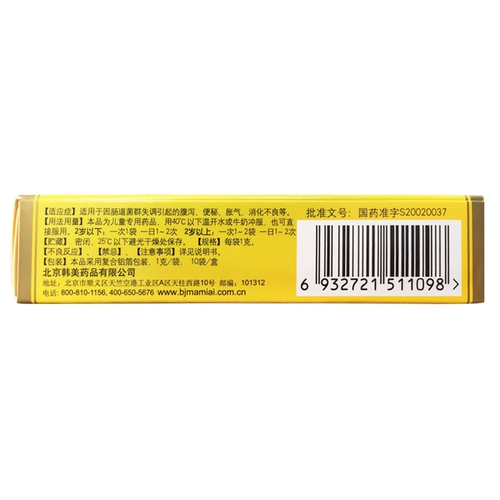 【适应症】适用于因肠道菌群失调引起的腹泻、便秘、胀气、消化不良等。
【用法用量】本品为儿童专用药品，用40℃以下温开水或牛奶冲服，也可直
接服用。2岁以下：一次1袋 一日1~2次 2岁以上：一次1~2袋 一日1~2次
【贮藏】密闭，25℃以下避光干燥处保存。【规格】每袋1克。
【不良反应】、【禁忌】、【注意事项】详见说明书。
【包装】本品采用复合铝箔包装，1克/袋； 10袋/盒
北京韩美药品有限公司
地址：北京市顺义区天竺空港工业区A区天柱西路10号 邮编：101312
电话：800-810-1156, 400-650-5676 www.bjmamiai.com.cn
批准文号：国药准字S20020037
6 932721 511098 >